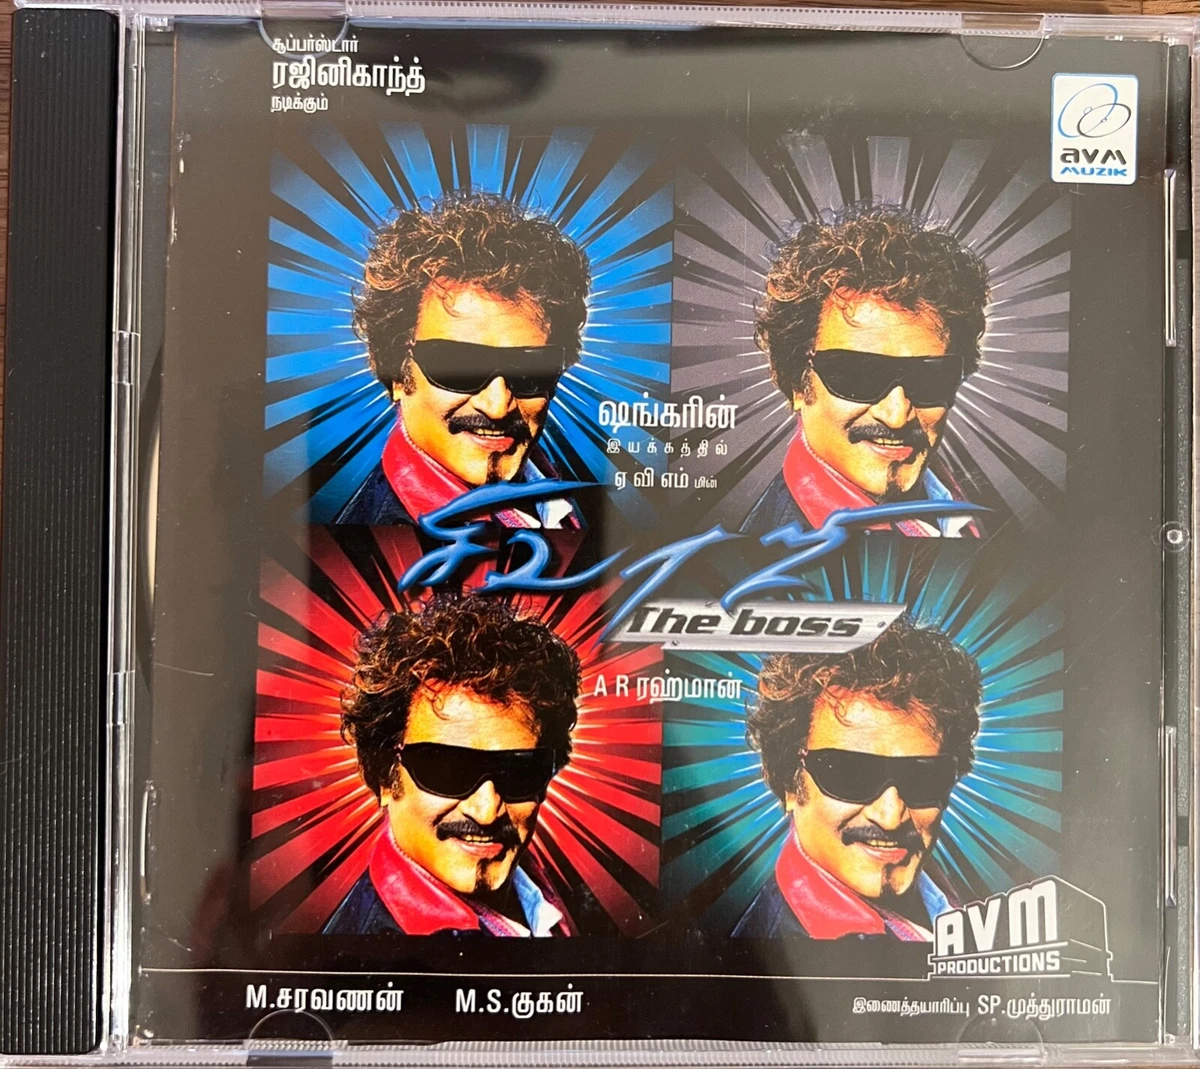 சூப்பர்ஸ்டார்
ரஜினிகாந்த்
நடிக்கும்
avm
MUZIK
ஷங்கரின்
இயக்கத்தில்
ஏவிஎம் மின்
சிவாஜி
The boss
A R ரஹ்மான்
AVM
PRODUCTIONS
M.சரவணன் M.S.குகன்
இணைத்தயாரிப்பு SP.முத்துராமன்